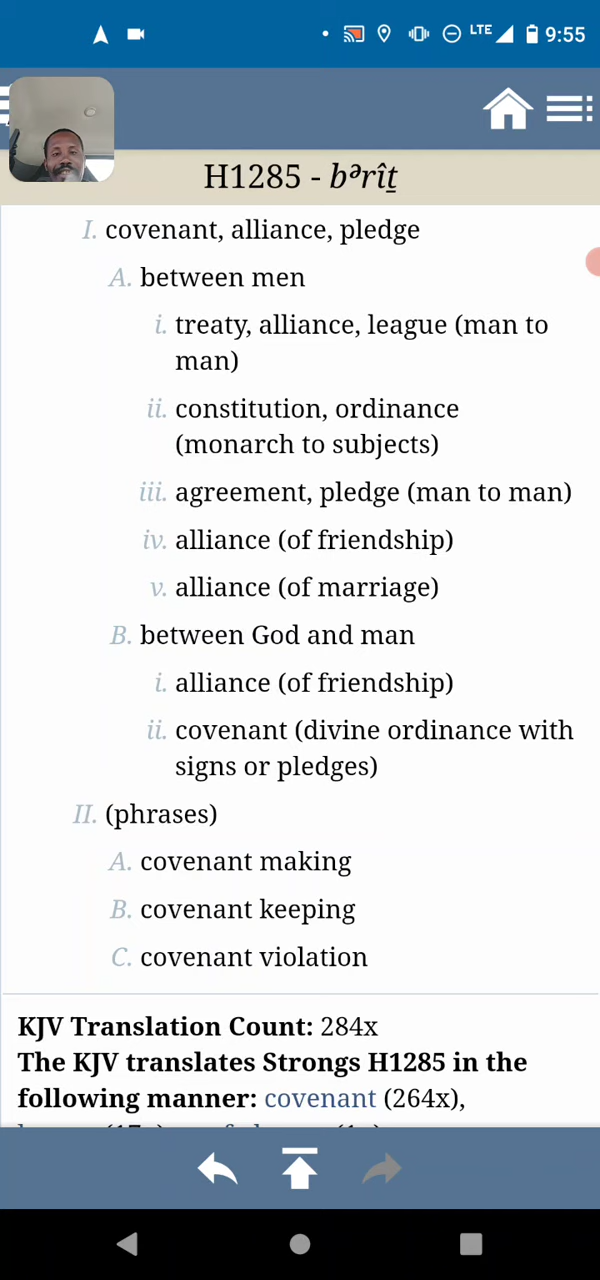 LTE 9:55
H1285 - bᵊrîṯ
I. covenant, alliance, pledge
A. between men
i. treaty, alliance, league (man to
man)
ii. constitution, ordinance
(monarch to subjects)
iii. agreement, pledge (man to man)
iv. alliance (of friendship)
v. alliance (of marriage)
B. between God and man
i. alliance (of friendship)
ii. covenant (divine ordinance with
signs or pledges)
II. (phrases)
A. covenant making
B. covenant keeping
C. covenant violation
KJV Translation Count: 284x
The KJV translates Strongs H1285 in the
following manner: covenant (264x),